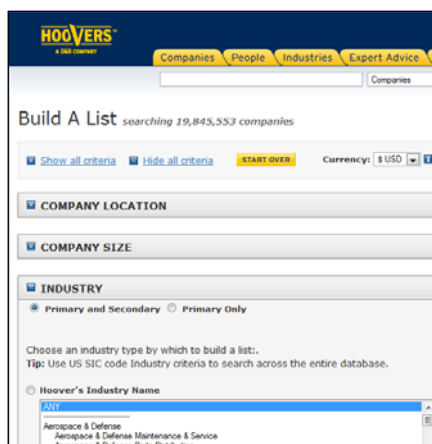 HOOVERS™
A D&B COMPANY
Companies People Industries Expert Advice
Companies
Build A List searching 19,845,553 companies
Show all criteria Hide all criteria START OVER Currency: $ USD
COMPANY LOCATION
COMPANY SIZE
INDUSTRY
Primary and Secondary Primary Only
Choose an industry type by which to build a list:.
Tip: Use US SIC code Industry criteria to search across the entire database.
Hoover's Industry Name
ANY
Aerospace & Defense
Aerospace & Defense Maintenance & Service